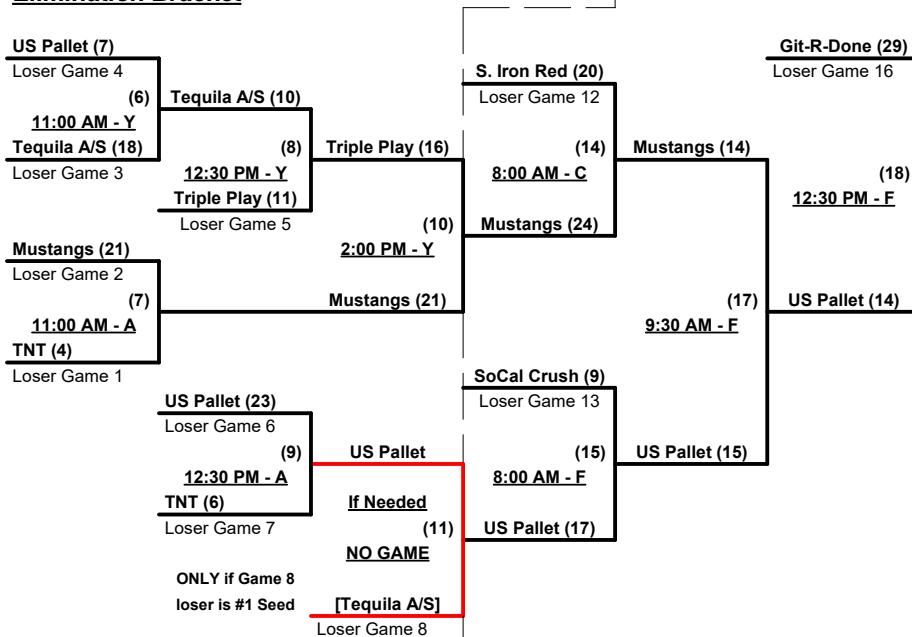 US Pallet (7)
Loser Game 4
(6)
11:00 AM - Y
Tequila A/S (18)
Loser Game 3
Tequila A/S (10)
(8)
12:30 PM - Y
Triple Play (11)
Loser Game 5
Triple Play (16)
(10)
2:00 PM - Y
Mustangs (21)
Loser Game 2
(7)
11:00 AM - A
TNT (4)
Loser Game 1
Mustangs (21)
US Pallet (23)
Loser Game 6
(9)
12:30 PM - A
TNT (6)
Loser Game 7
US Pallet
If Needed
(11)
NO GAME
ONLY if Game 8
loser is #1 Seed
[Tequila A/S]
Loser Game 8
S. Iron Red (20)
Loser Game 12
(14)
8:00 AM - C
Mustangs (24)
Mustangs (14)
SoCal Crush (9)
Loser Game 13
(15)
8:00 AM - F
US Pallet (17)
US Pallet (15)
(17)
9:30 AM - F
Git-R-Done (29)
Loser Game 16
(18)
12:30 PM - F
US Pallet (14)